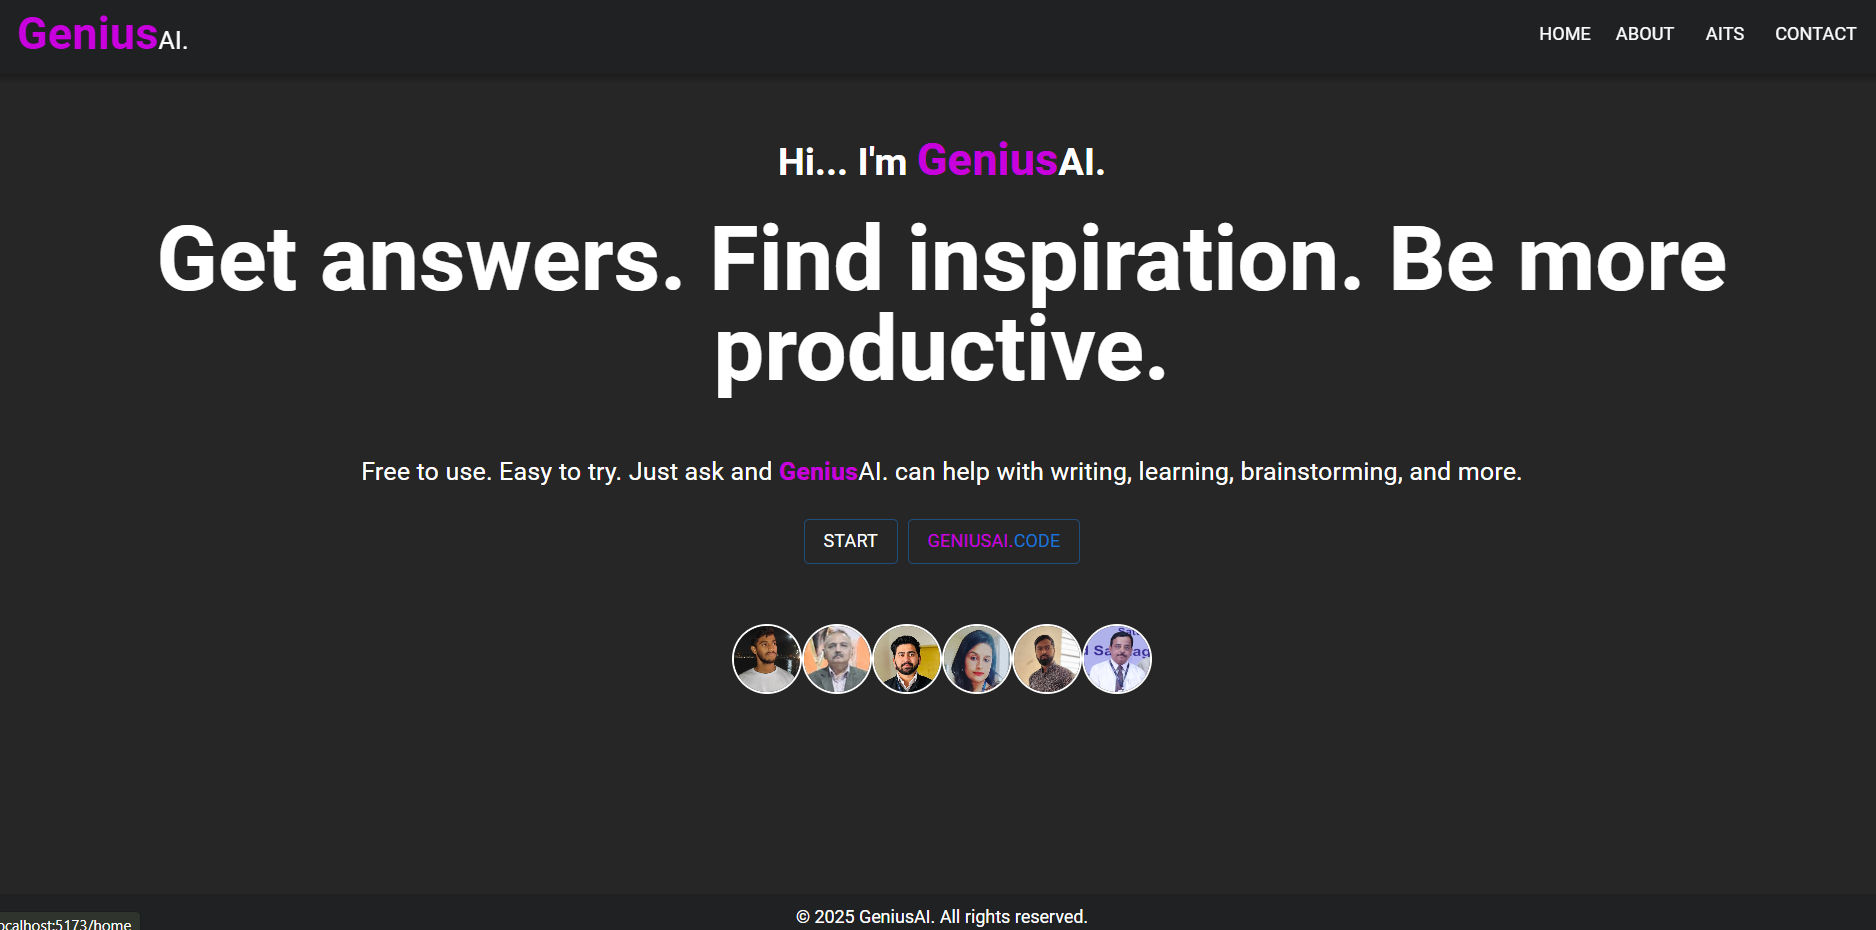 GeniusAI.
HOME ABOUT AITS CONTACT
Hi... I'm GeniusAI.
Get answers. Find inspiration. Be more
productive.
Free to use. Easy to try. Just ask and GeniusAI. can help with writing, learning, brainstorming, and more.
START GENIUSAI.CODE
© 2025 GeniusAI. All rights reserved.
ocalhost:5173/home